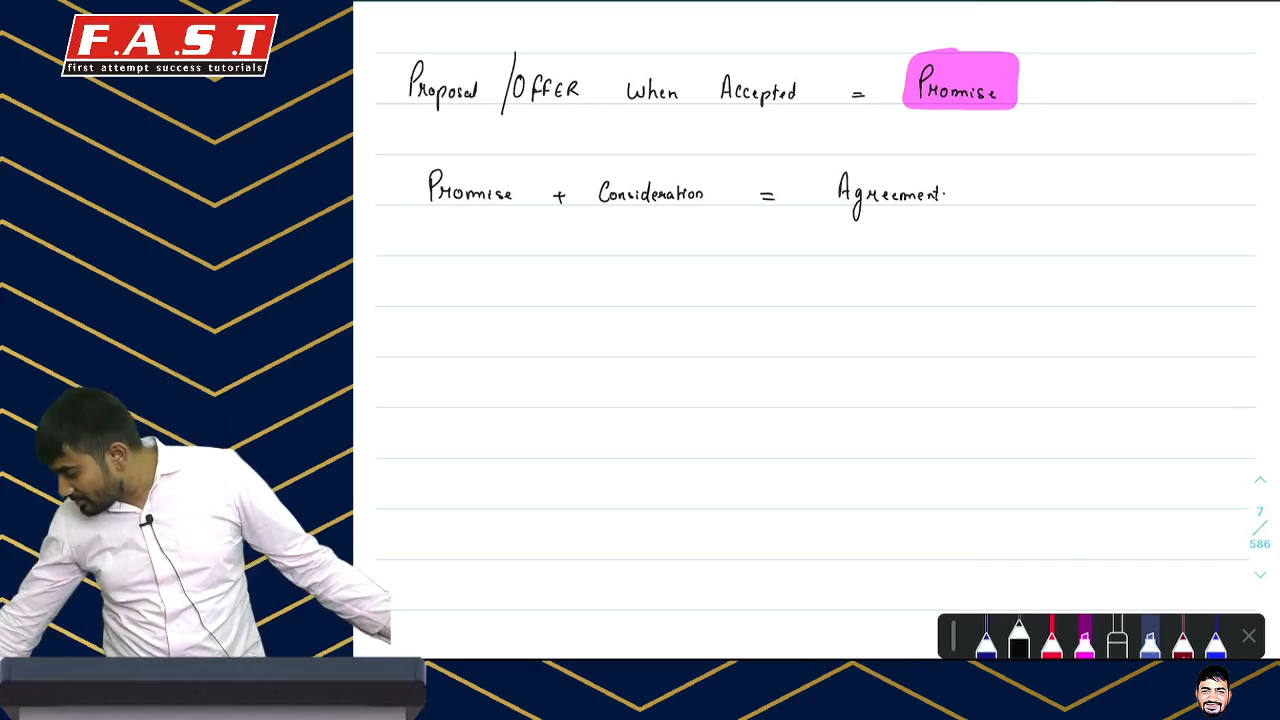 F.A.S.T
first attempt success tutorials
Proposal / OFFER When Accepted = Promise
Promise + Consideration = Agreement.
7
/
586